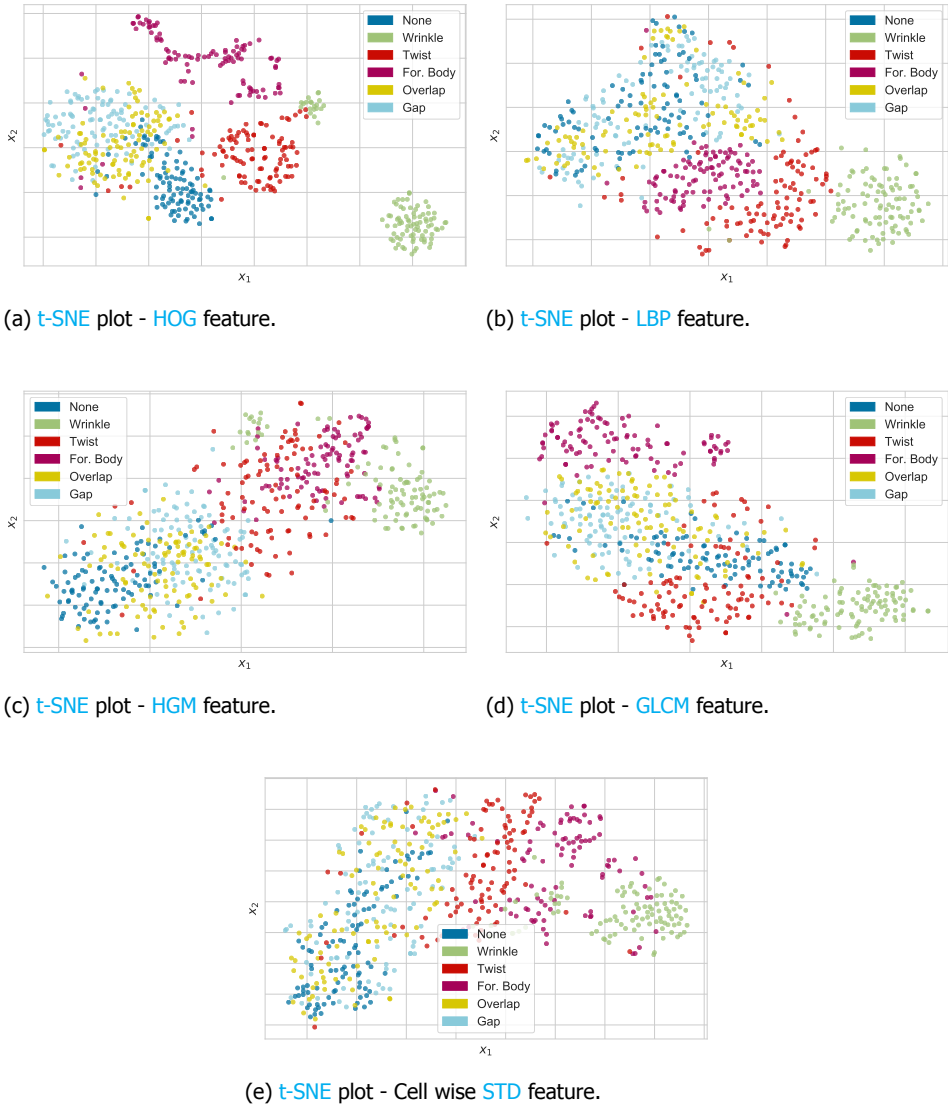 None
Wrinkle
Twist
For. Body
Overlap
Gap
x2
x1
(a) t-SNE plot - HOG feature.
None
Wrinkle
Twist
For. Body
Overlap
Gap
x2
x1
(b) t-SNE plot - LBP feature.
None
Wrinkle
Twist
For. Body
Overlap
Gap
x2
x1
(c) t-SNE plot - HGM feature.
None
Wrinkle
Twist
For. Body
Overlap
Gap
x2
x1
(d) t-SNE plot - GLCM feature.
x2
None
Wrinkle
Twist
For. Body
Overlap
Gap
x1
(e) t-SNE plot - Cell wise STD feature.